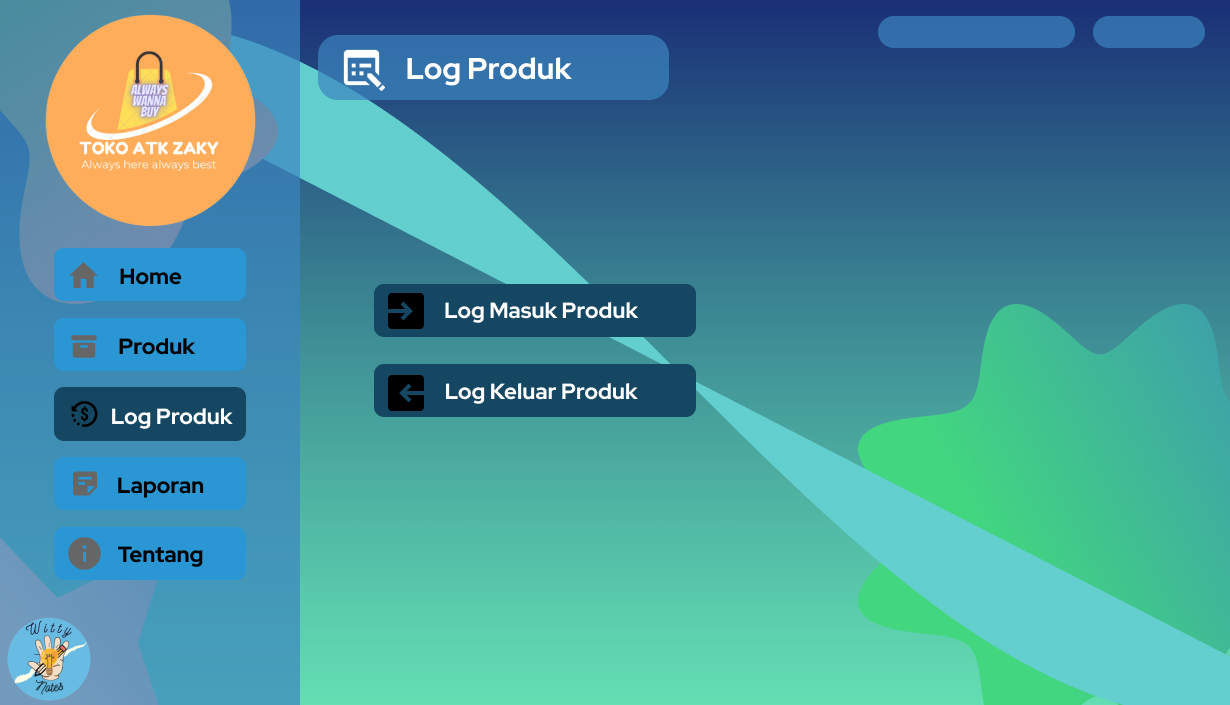 ALWAYS
WANNA
BUY
TOKO ATK ZAKY
Always here always best
Home
Produk
Log Produk
Laporan
Tentang
Witty
Notes
Log Produk
Log Masuk Produk
Log Keluar Produk